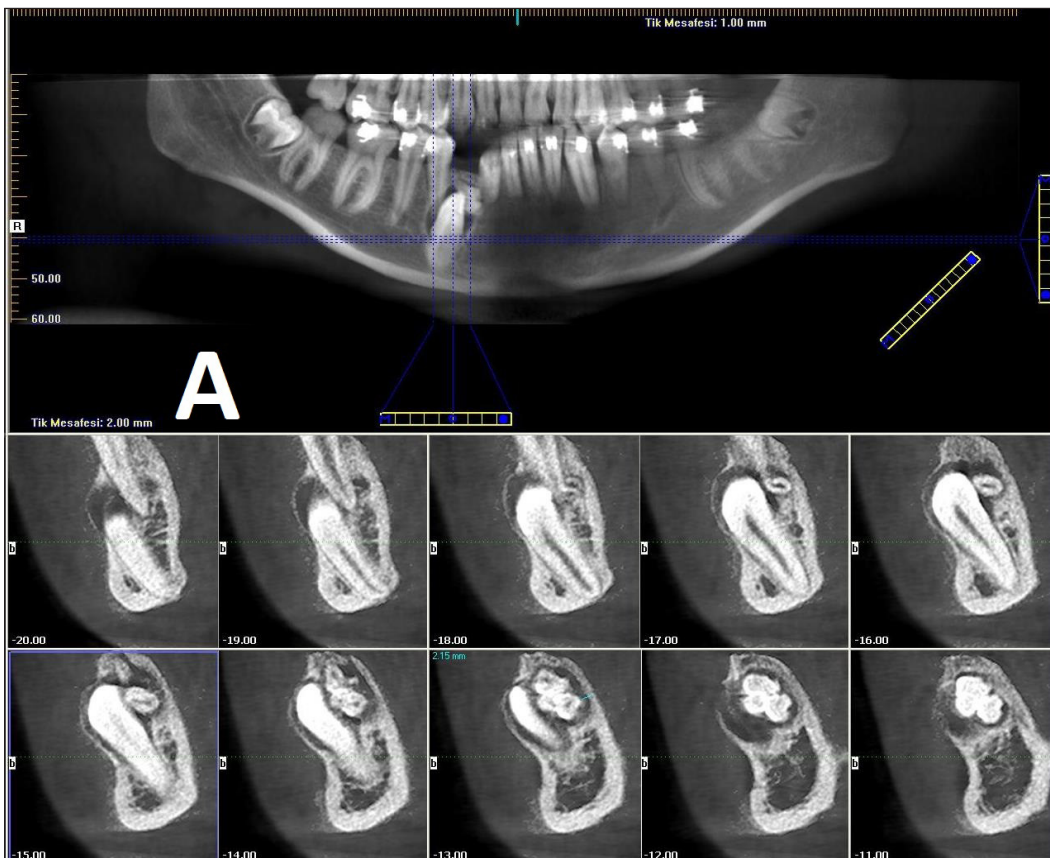 Tik Mesafesi: 1.00 mm
R
50.00
60.00
A
Tik Mesafesi: 2.00 mm
b
b
b
b
b
-20.00
-19.00
-18.00
-17.00
-16.00
2.15 mm
b
b
b
b
b
-15.00
-14.00
-13.00
-12.00
-11.00